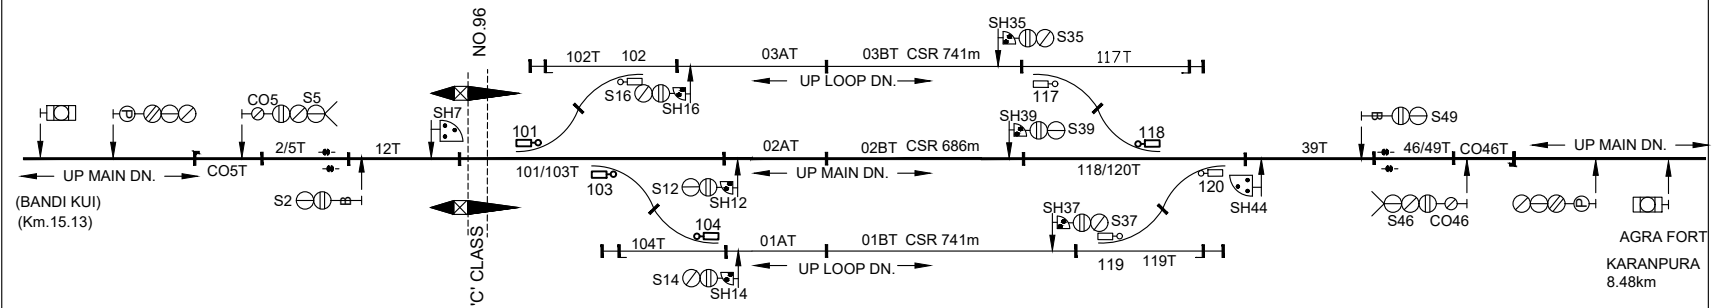 NO.96
'C' CLASS
102T
102
03AT
03BT CSR 741m
SH35
S35
117T
UP LOOP DN.
S16
SH16
117
P
CO5
S5
SH7
101
SH39
S39
118
B
S49
UP MAIN DN.
CO5T
2/5T
12T
02AT
02BT CSR 686m
39T
46/49T
CO46T
UP MAIN DN.
101/103T
UP MAIN DN.
118/120T
(BANDI KUI)
(Km.15.13)
S2
B
103
S12
SH12
120
SH44
S46
CO46
P
104
SH37
S37
104T
01AT
01BT CSR 741m
119
119T
UP LOOP DN.
S14
SH14
AGRA FORT
KARANPURA
8.48km